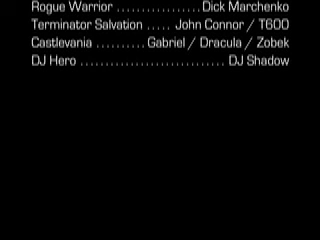 Rogue Warrior ................. Dick Marchenko
Terminator Salvation ..... John Connor / T600
Castlevania .......... Gabriel / Dracula / Zobek
DJ Hero ............................. DJ Shadow